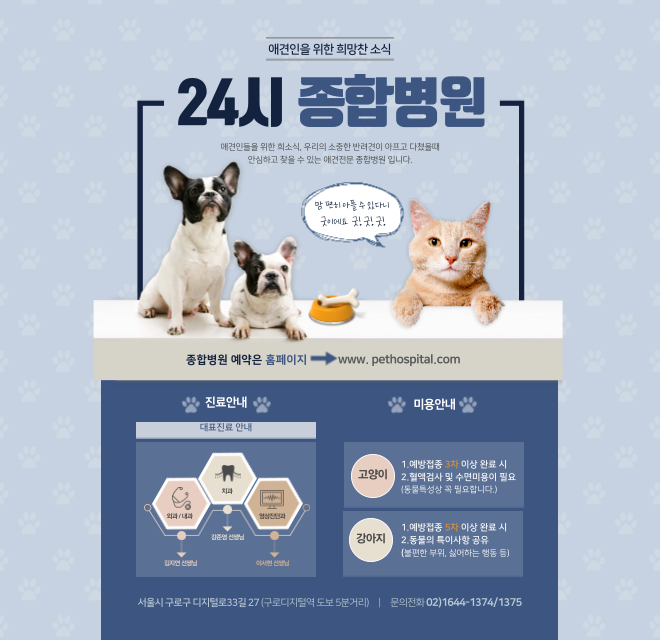 애견인을 위한 희망찬 소식
24시 종합병원
애견인들을 위한 희소식, 우리의 소중한 반려견이 아프고 다쳤을때
안심하고 찾을 수 있는 애견전문 종합병원 입니다.
맘 편히 아플 수 있다니
굿이에요 굿!굿!굿!
종합병원 예약은 홈페이지 www. pethospital.com
진료안내
대표진료 안내
치과
외과 / 내과
영상진단과
김준영 선생님
김지연 선생님
이서현 선생님
미용안내
고양이
1.예방접종 3차 이상 완료 시
2.혈액검사 및 수면미용이 필요
(동물특성상 꼭 필요합니다.)
강아지
1.예방접종 5차 이상 완료 시
2.동물의 특이사항 공유
(불편한 부위, 싫어하는 행동 등)
서울시 구로구 디지털로33길 27 (구로디지털역 도보 5분거리) | 문의전화 02)1644-1374/1375